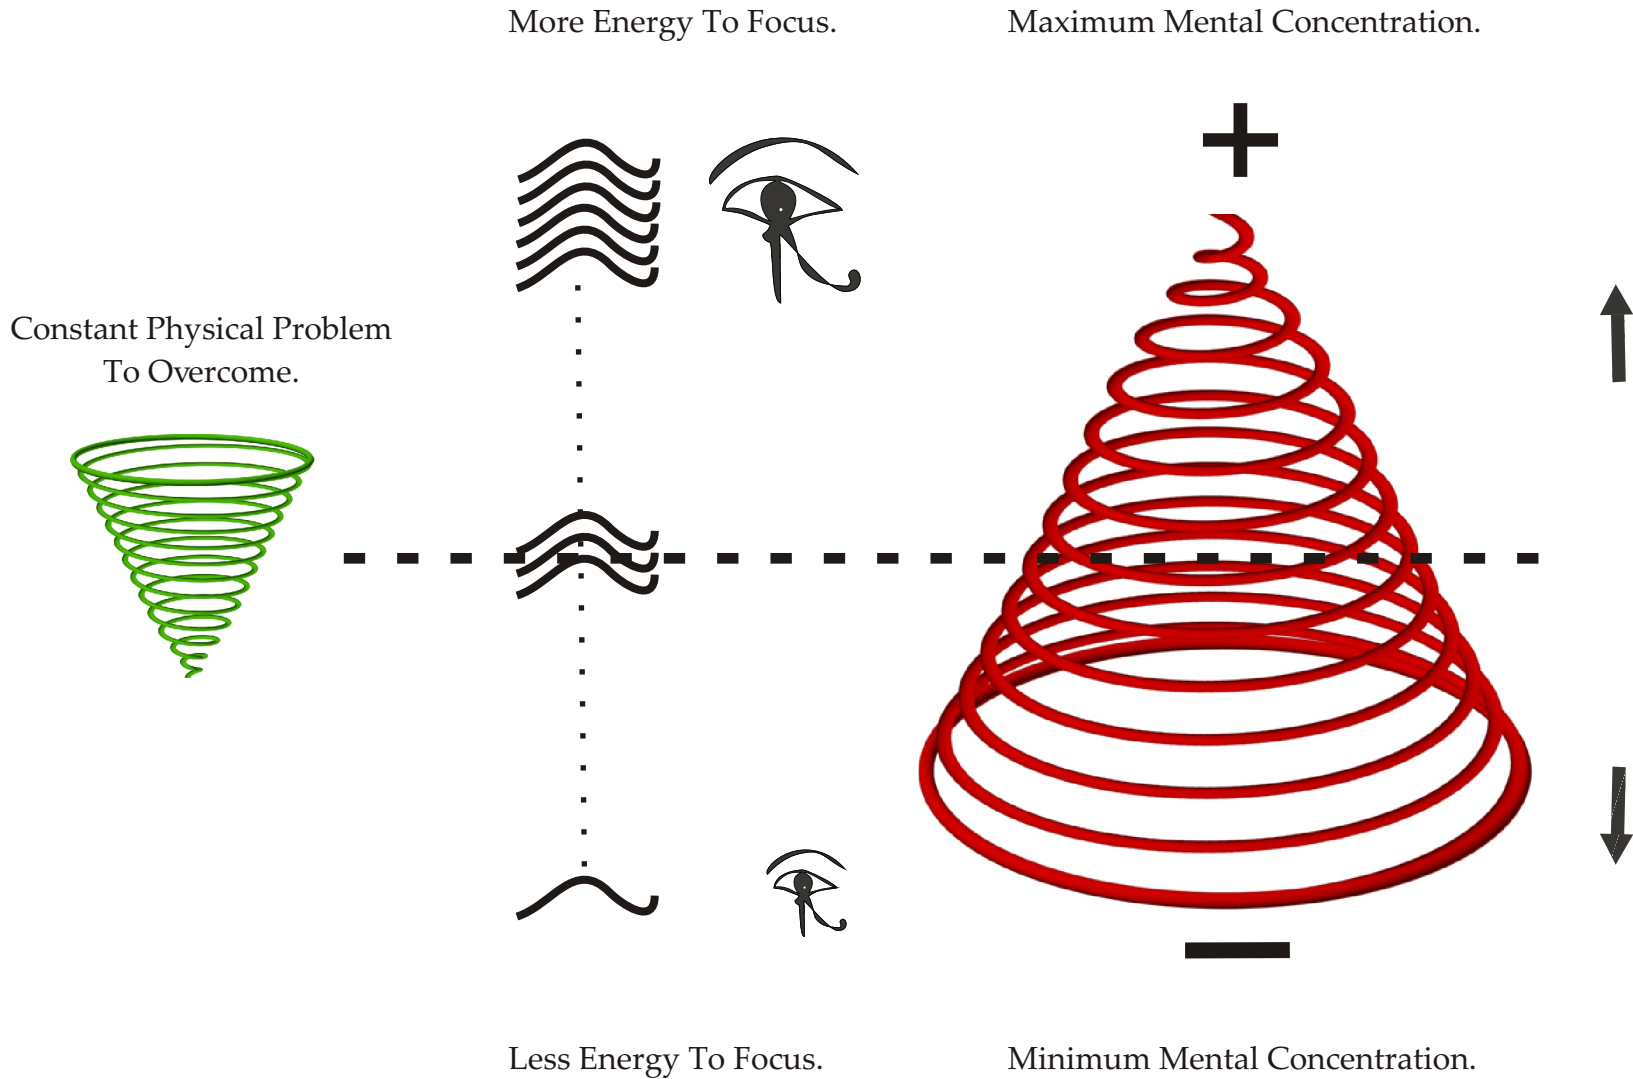 More Energy To Focus.
Maximum Mental Concentration.
Constant Physical Problem
To Overcome.
Less Energy To Focus.
Minimum Mental Concentration.